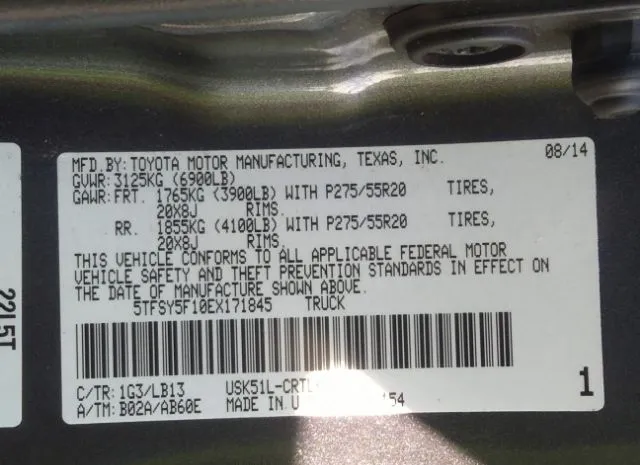 MFD.BY: TOYOTA MOTOR MANUFACTURING, TEXAS, INC. 08/14
GVWR: 3125KG (6900LB)
GAWR: FRT. 1765KG (3900LB) WITH P275/55R20 TIRES,
20X8J RIMS.
RR. 1855KG (4100LB) WITH P275/55R20 TIRES,
20X8J RIMS.
THIS VEHICLE CONFORMS TO ALL APPLICABLE FEDERAL MOTOR
VEHICLE SAFETY AND THEFT PREVENTION STANDARDS IN EFFECT ON
THE DATE OF MANUFACTURE SHOWN ABOVE.
5TFSY5F10EX171845 TRUCK
C/TR: 1G3/LB13 USK51L-CRTL
A/TM: B02A/AB60E MADE IN U 154
1
22L5T